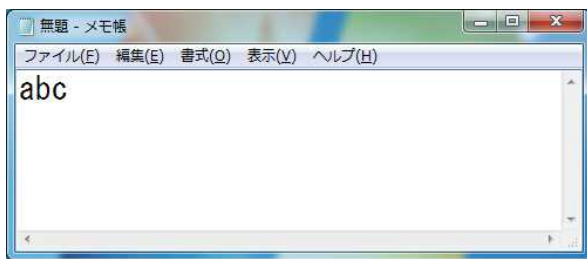 無題 - メモ帳
ファイル(F) 編集(E) 書式(O) 表示(V) ヘルプ(H)
abc